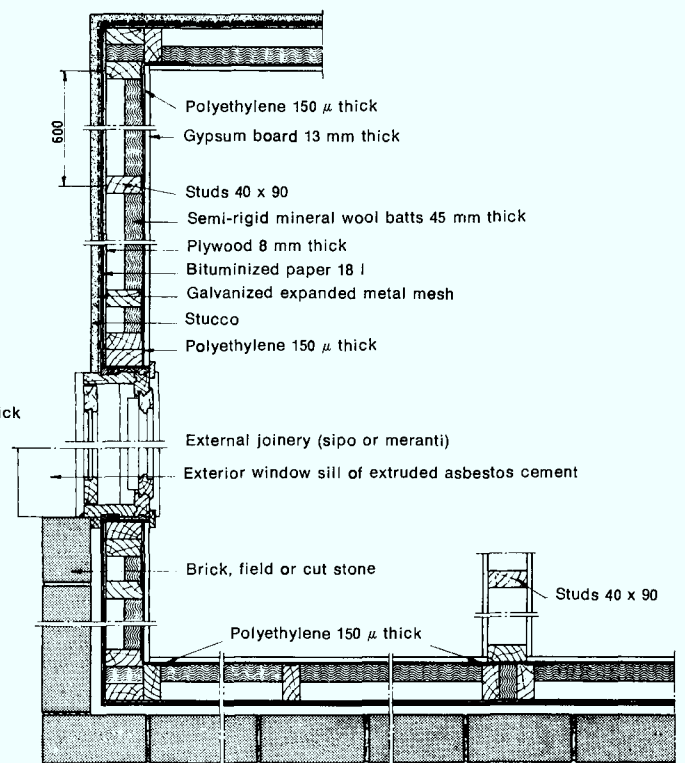 Polyethylene 150 μ thick
Gypsum board 13 mm thick
600
Studs 40 x 90
Semi-rigid mineral wool batts 45 mm thick
Plywood 8 mm thick
Bituminized paper 18 l
Galvanized expanded metal mesh
Stucco
Polyethylene 150 μ thick
ick
External joinery (sipo or meranti)
Exterior window sill of extruded asbestos cement
Brick, field or cut stone
Studs 40 x 90
Polyethylene 150 μ thick